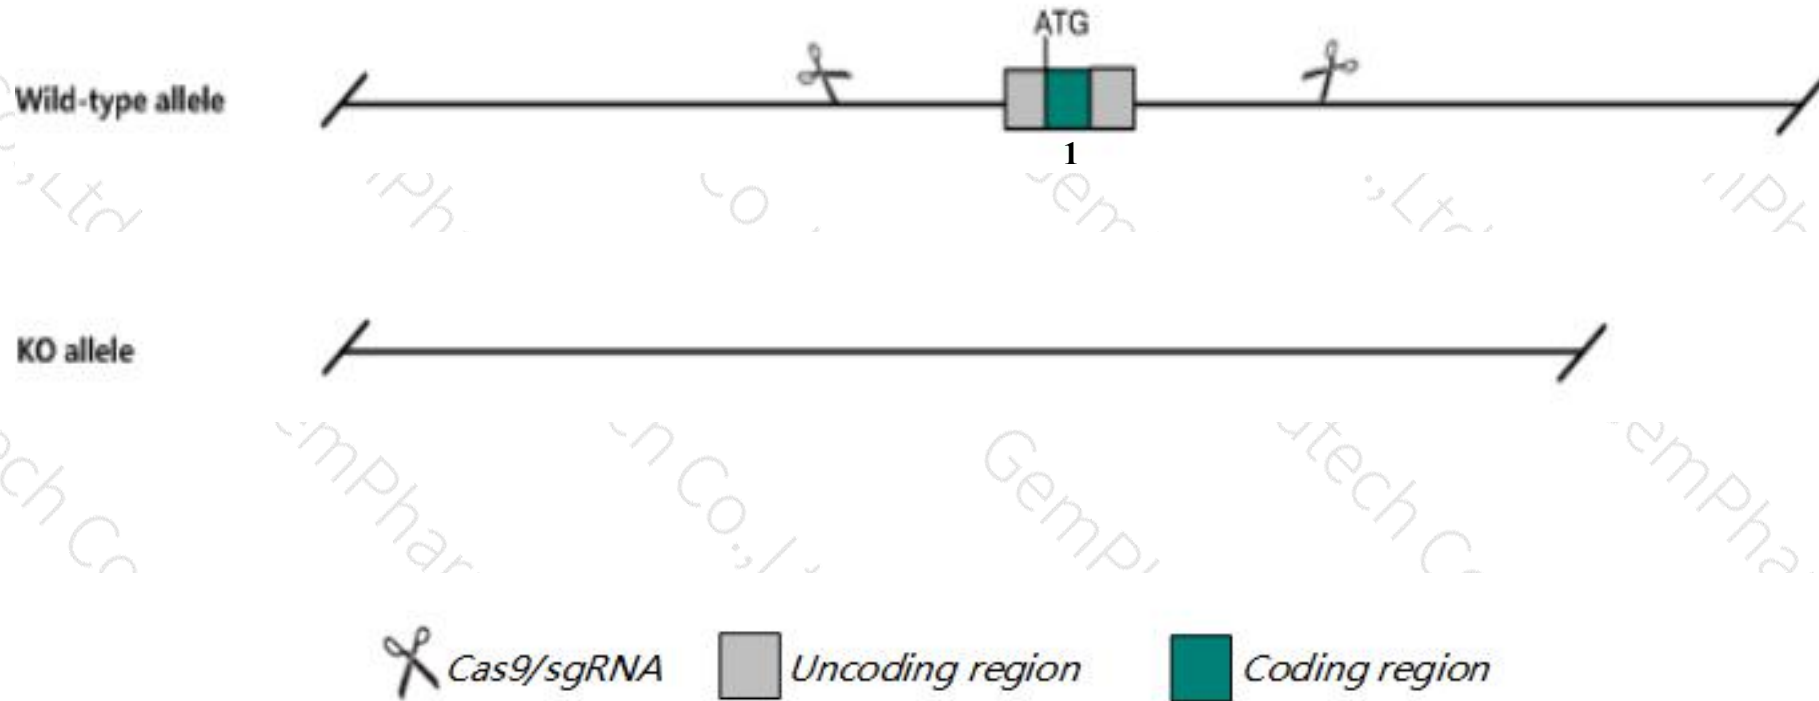 ATG
Wild-type allele
1
KO allele
Cas9/sgRNA
Uncoding region
Coding region